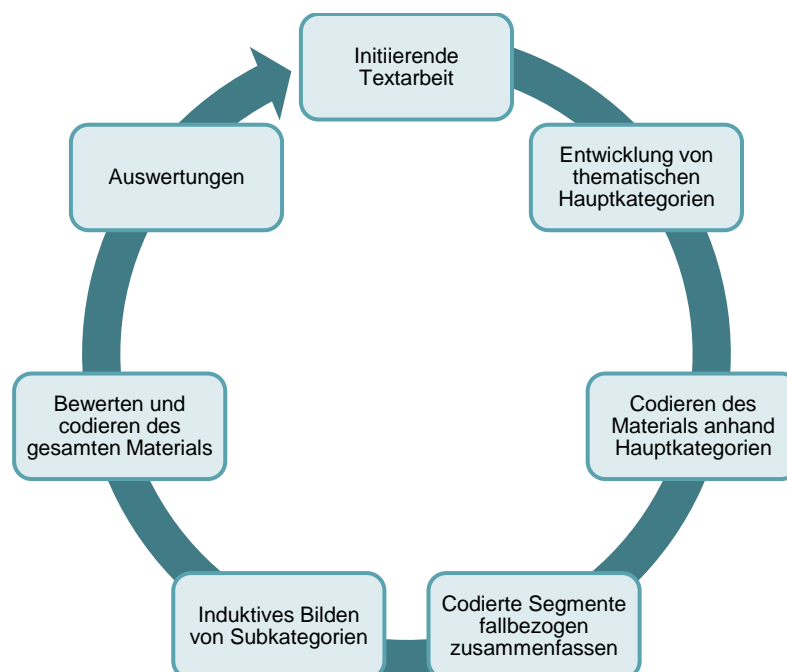 Initiierende
Textarbeit
Entwicklung von
thematischen
Hauptkategorien
Codieren des
Materials anhand
Hauptkategorien
Codierte Segmente
fallbezogen
zusammenfassen
Induktives Bilden
von Subkategorien
Bewerten und
codieren des
gesamten Materials
Auswertungen